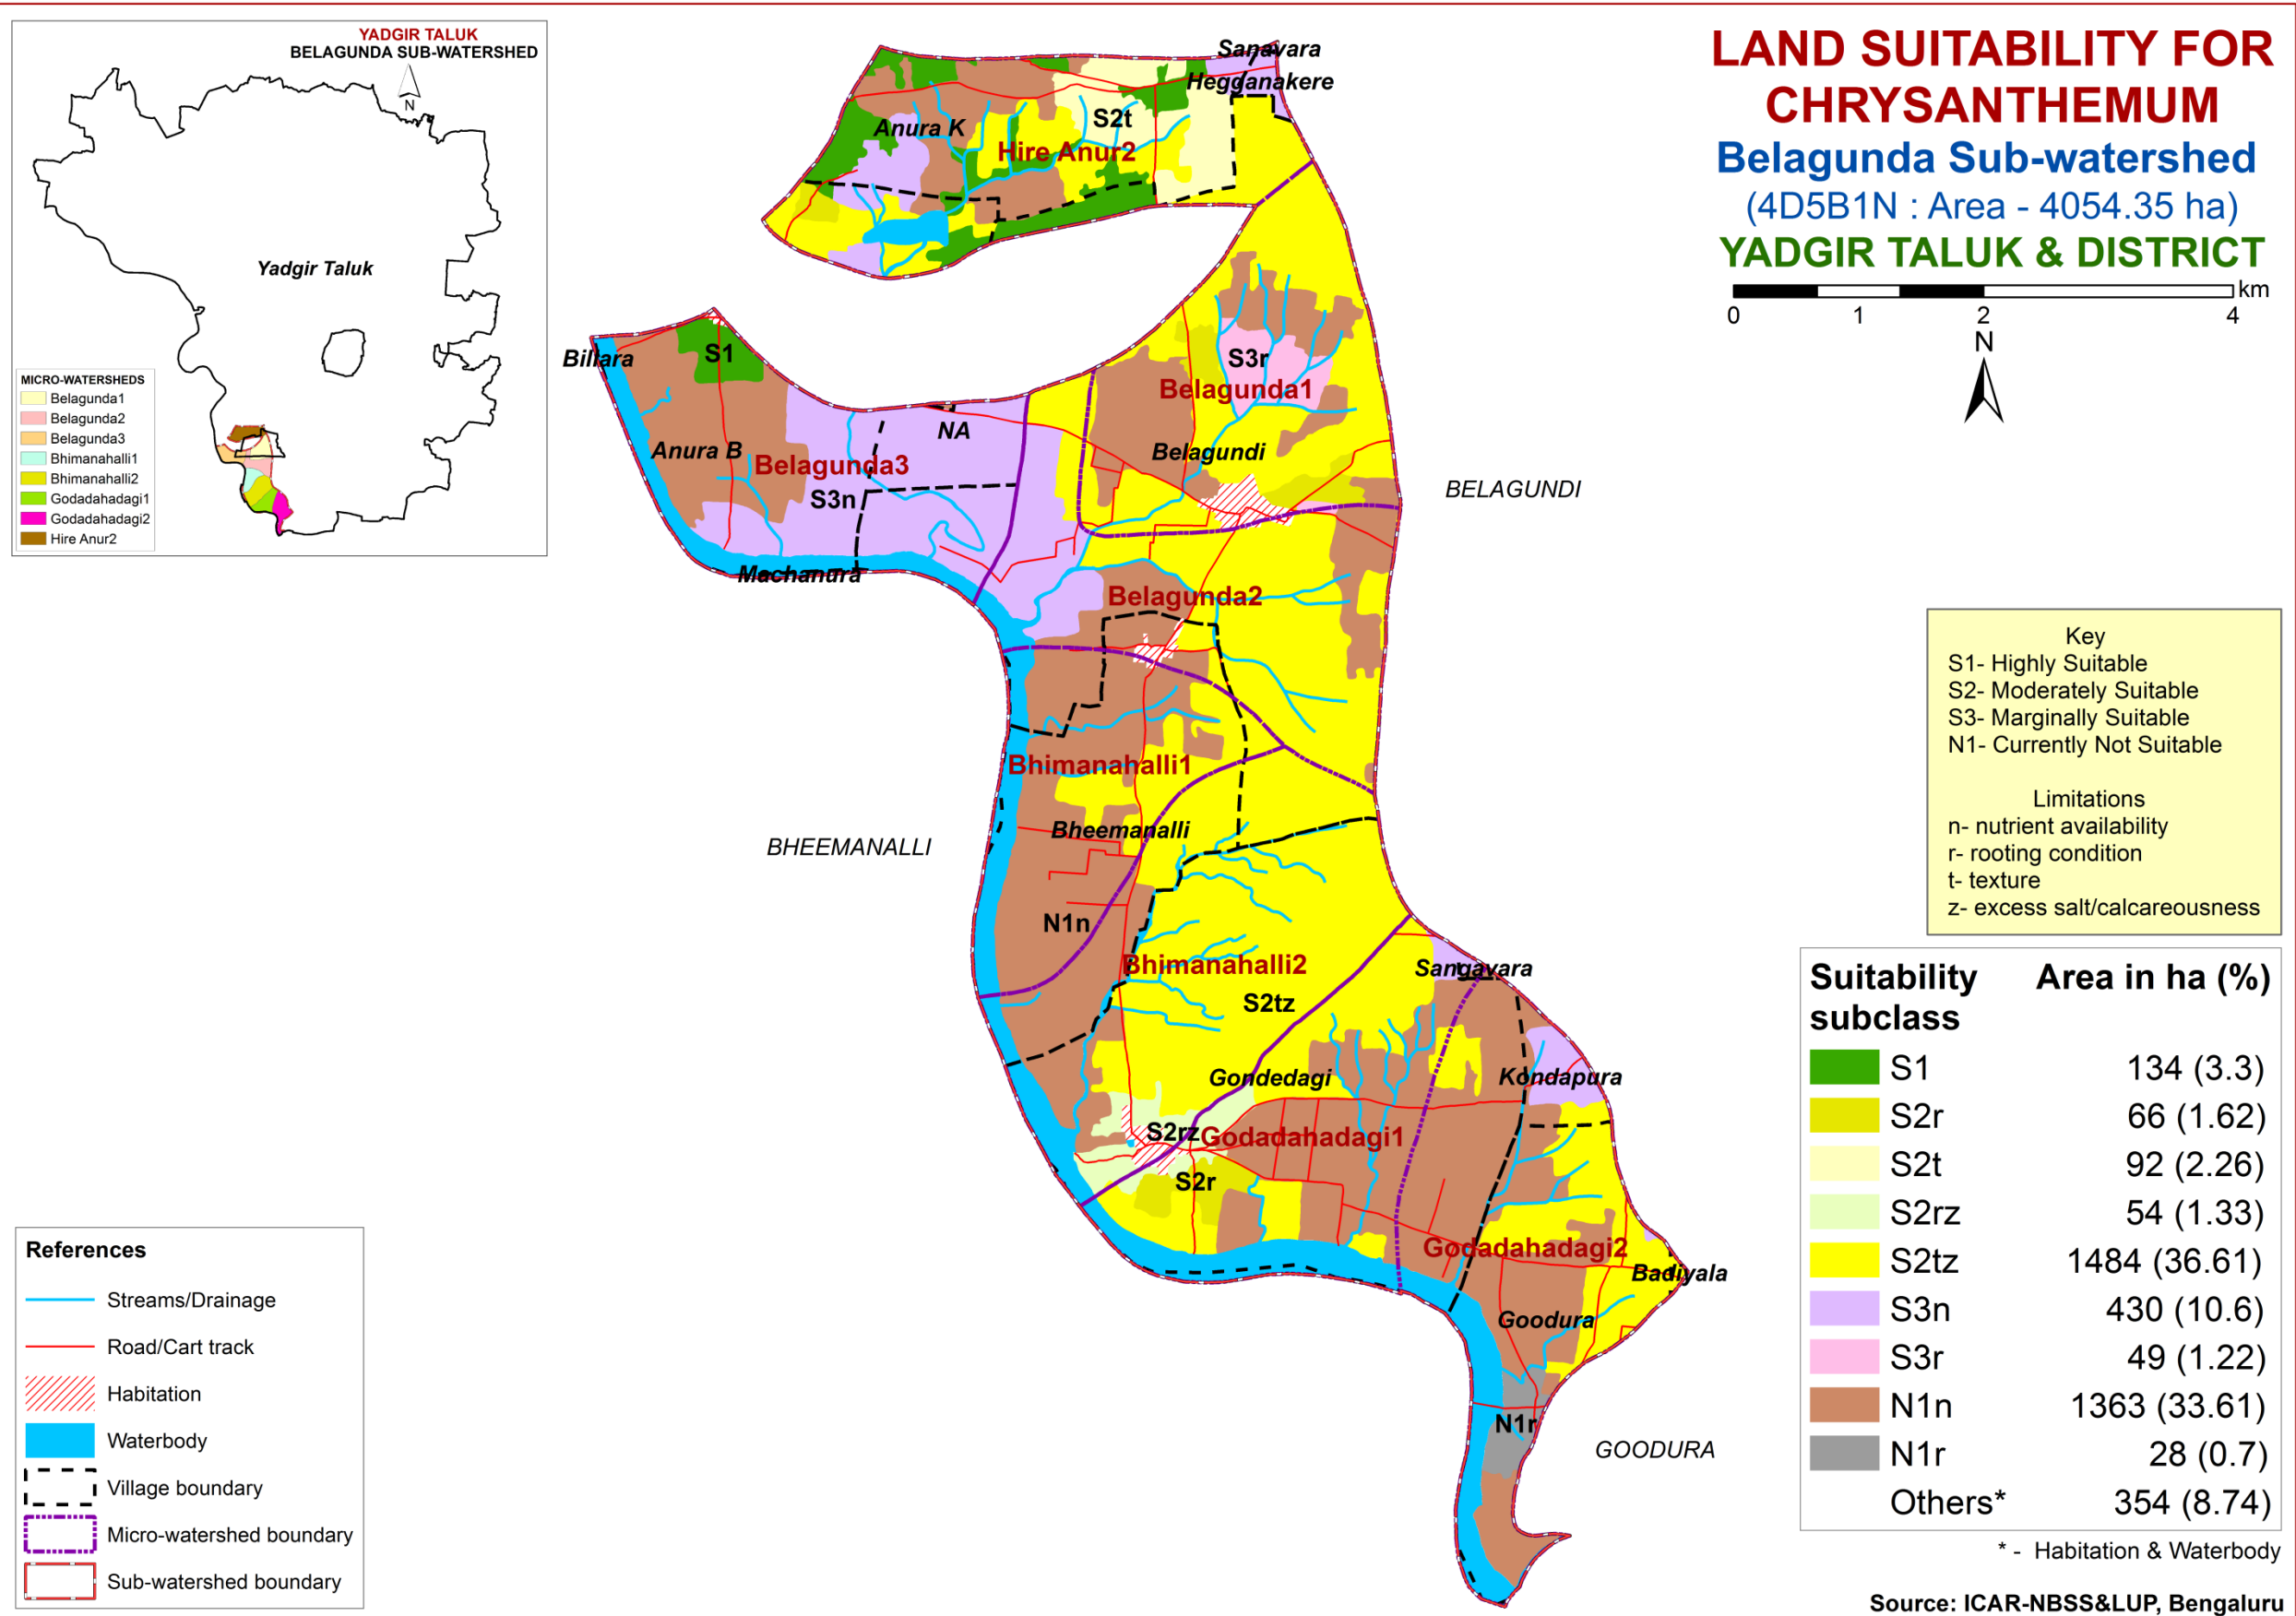 YADGIR TALUK
BELAGUNDA SUB-WATERSHED
N
Yadgir Taluk
MICRO-WATERSHEDS
Belagunda1
Belagunda2
Belagunda3
Bhimanahalli1
Bhimanahalli2
Godadahadagi1
Godadahadagi2
Hire Anur2
LAND SUITABILITY FOR
CHRYSANTHEMUM
Belagunda Sub-watershed
(4D5B1N : Area - 4054.35 ha)
YADGIR TALUK & DISTRICT
km
0 1 2 4
N
Sanavara
Hegganakere
S2t
Anura K
Hire Anur2
Billara
S1
S3r
Belagunda1
NA
Anura B
Belagundi
Belagunda3
S3n
BELAGUNDI
Machanura
Belagunda2
Bhimanahalli1
Bheemanalli
BHEEMANALLI
N1n
Bhimanahalli2
Sangavara
S2tz
Gondedagi
Kondapura
S2rz
Godadahadagi1
S2r
Godadahadagi2
Badiyala
Goodura
N1r
GOODURA
Key
S1- Highly Suitable
S2- Moderately Suitable
S3- Marginally Suitable
N1- Currently Not Suitable
Limitations
n- nutrient availability
r- rooting condition
t- texture
z- excess salt/calcareousness
Suitability subclass Area in ha (%)
S1 134 (3.3)
S2r 66 (1.62)
S2t 92 (2.26)
S2rz 54 (1.33)
S2tz 1484 (36.61)
S3n 430 (10.6)
S3r 49 (1.22)
N1n 1363 (33.61)
N1r 28 (0.7)
Others* 354 (8.74)
* - Habitation & Waterbody
Source: ICAR-NBSS&LUP, Bengaluru
References
Streams/Drainage
Road/Cart track
Habitation
Waterbody
Village boundary
Micro-watershed boundary
Sub-watershed boundary